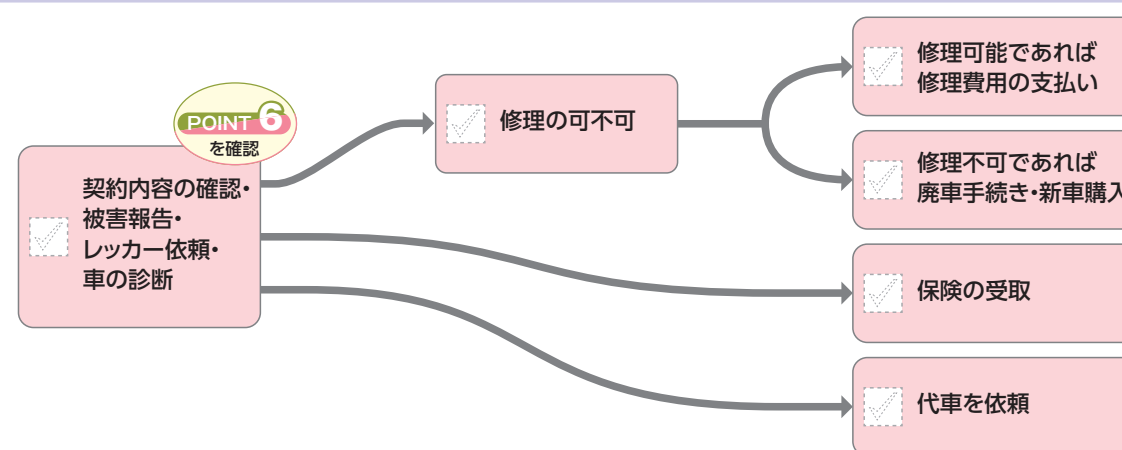 POINT 6
を確認
契約内容の確認・
被害報告・
レッカー依頼・
車の診断
修理の可不可
修理可能であれば
修理費用の支払い
修理不可であれば
廃車手続き・新車購入
保険の受取
代車を依頼